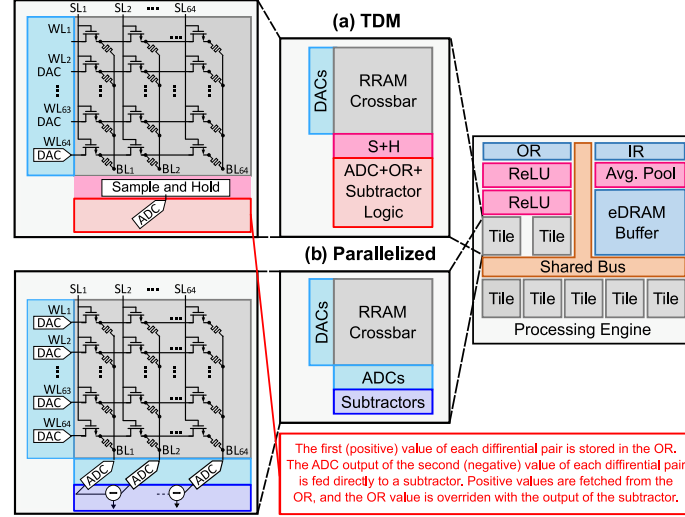 SL1 SL2 ··· SL64
(a) TDM
WL1
WL2
DAC
WL63
DAC
WL64
DAC
BL1 BL2 BL64
Sample and Hold
ADC
DACs
RRAM
Crossbar
S+H
ADC+OR+
Subtractor
Logic
OR
IR
ReLU
Avg. Pool
ReLU
eDRAM
Buffer
Tile Tile
Shared Bus
Tile Tile Tile Tile Tile
Processing Engine
(b) Parallelized
SL1 SL2 ··· SL64
WL1
DAC
WL2
DAC
WL63
DAC
WL64
DAC
BL1 BL2 BL64
ADC ADC ADC
DACs
RRAM
Crossbar
ADCs
Subtractors
The first (positive) value of each diffirential pair is stored in the OR.
The ADC output of the second (negative) value of each differential pair
is fed directly to a subtractor. Positive values are fetched from the
OR, and the OR value is overriden with the output of the subtractor.